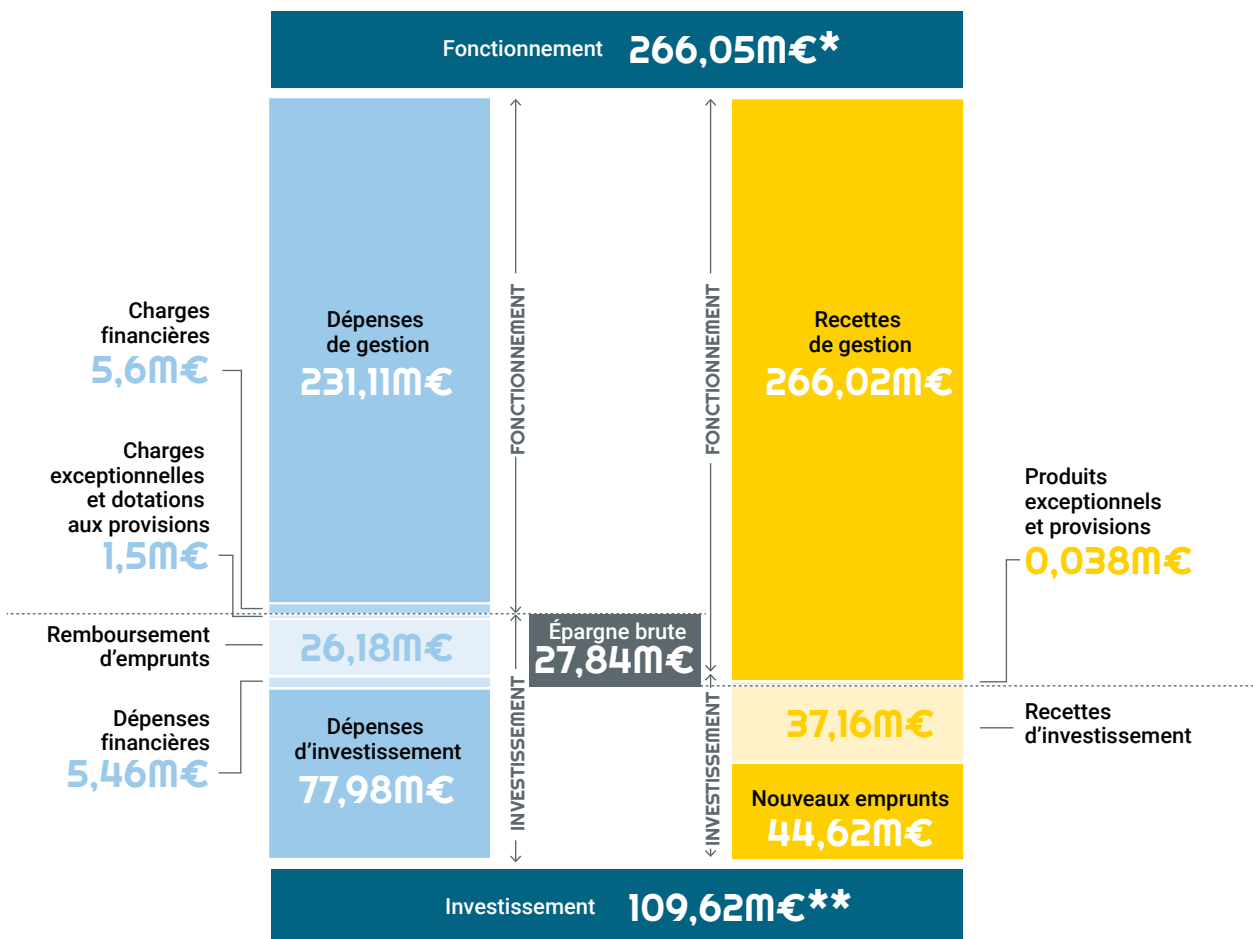 Fonctionnement 266,05M€*
Charges
financières
5,6M€
Charges
exceptionnelles
et dotations
aux provisions
1,5M€
Remboursement
d'emprunts
Dépenses
financières
5,46M€
Dépenses
de gestion
231,11M€
26,18M€
Dépenses
d'investissement
77,98M€
FONCTIONNEMENT
INVESTISSEMENT
Épargne brute
27,84M€
FONCTIONNEMENT
INVESTISSEMENT
Recettes
de gestion
266,02M€
37,16M€
Nouveaux emprunts
44,62M€
Produits
exceptionnels
et provisions
0,038M€
Recettes
d'investissement
Investissement 109,62M€**